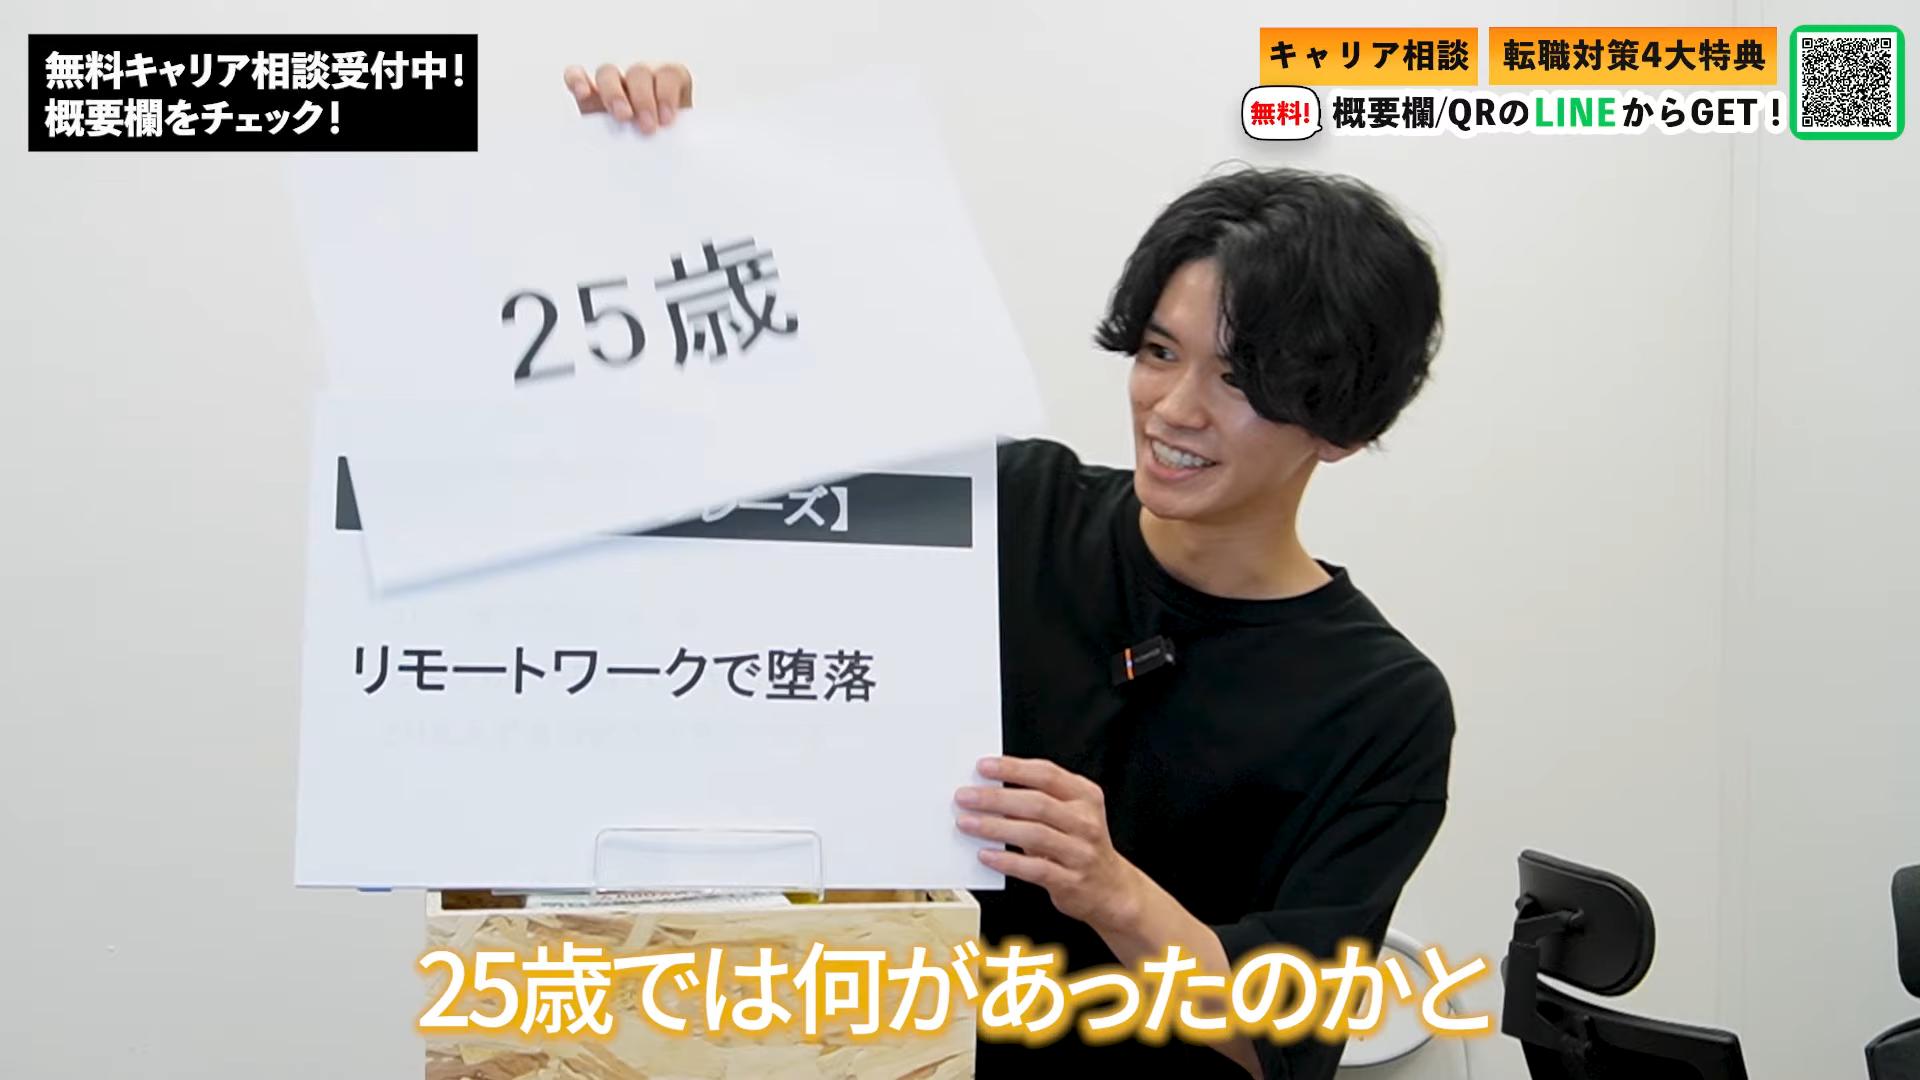 無料キャリア相談受付中！
概要欄をチェック！
キャリア相談
転職対策4大特典
無料!
概要欄/QRのLINEからGET！
25歳
ーズ】
リモートワークで堕落
25歳では何があったのかと